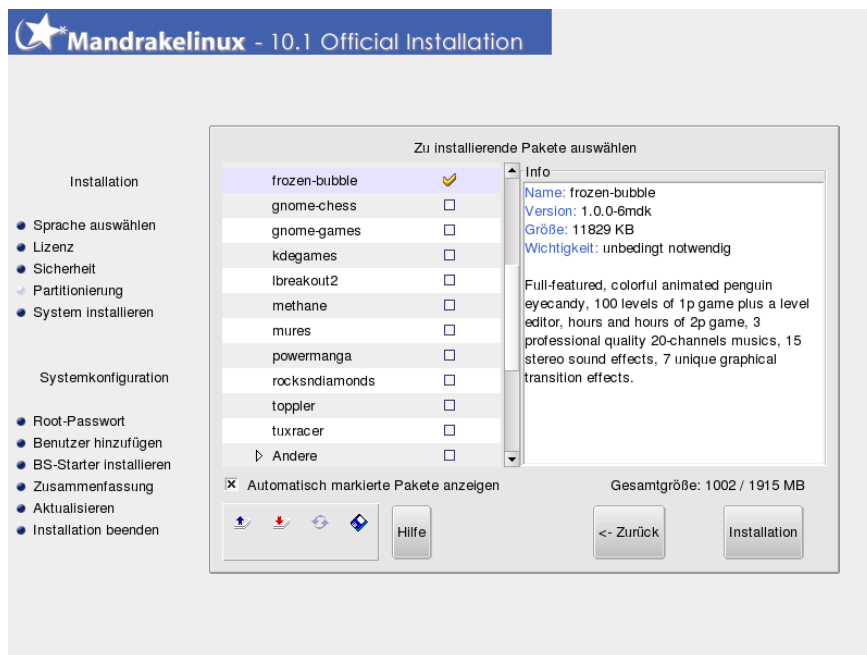 Mandrakelinux - 10.1 Official Installation
Installation
Sprache auswählen
Lizenz
Sicherheit
Partitionierung
System installieren
Systemkonfiguration
Root-Passwort
Benutzer hinzufügen
BS-Starter installieren
Zusammenfassung
Aktualisieren
Installation beenden
Zu installierende Pakete auswählen
frozen-bubble
gnome-chess
gnome-games
kdegames
lbreakout2
methane
mures
powermanga
rocksndiamonds
toppler
tuxracer
Andere
Info
Name: frozen-bubble
Version: 1.0.0-6mdk
Größe: 11829 KB
Wichtigkeit: unbedingt notwendig
Full-featured, colorful animated penguin
eyecandy, 100 levels of 1p game plus a level
editor, hours and hours of 2p game, 3
professional quality 20-channels musics, 15
stereo sound effects, 7 unique graphical
transition effects.
Automatisch markierte Pakete anzeigen
Gesamtgröße: 1002 / 1915 MB
Hilfe
<- Zurück
Installation